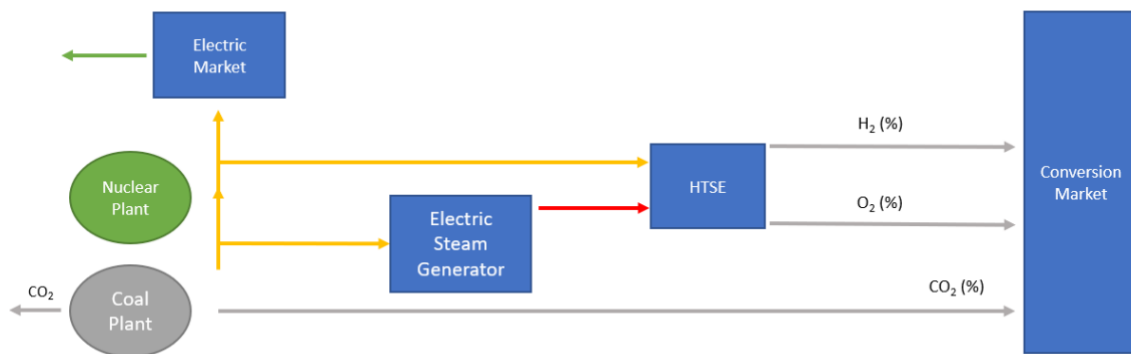 Electric
Market
H₂ (%)
Nuclear
Plant
HTSE
Conversion
Market
O₂ (%)
Electric
Steam
Generator
CO₂
Coal
Plant
CO₂ (%)